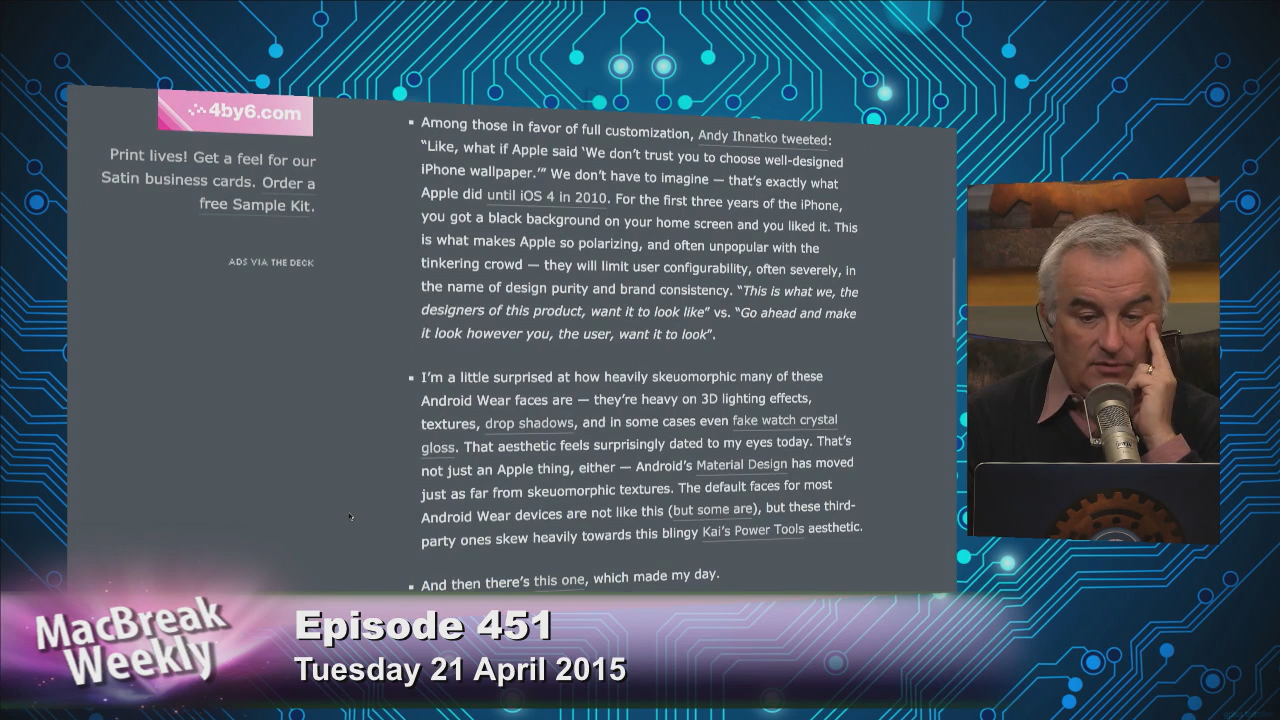 4by6.com
Print lives! Get a feel for our
Satin business cards. Order a
free Sample Kit.
ADS VIA THE DECK
▪ Among those in favor of full customization, Andy Ihnatko tweeted:
“Like, what if Apple said ‘We don’t trust you to choose well-designed
iPhone wallpaper.’” We don’t have to imagine — that’s exactly what
Apple did until iOS 4 in 2010. For the first three years of the iPhone,
you got a black background on your home screen and you liked it. This
is what makes Apple so polarizing, and often unpopular with the
tinkering crowd — they will limit user configurability, often severely, in
the name of design purity and brand consistency. “This is what we, the
designers of this product, want it to look like” vs. “Go ahead and make
it look however you, the user, want it to look”.
▪ I’m a little surprised at how heavily skeuomorphic many of these
Android Wear faces are — they’re heavy on 3D lighting effects,
textures, drop shadows, and in some cases even fake watch crystal
gloss. That aesthetic feels surprisingly dated to my eyes today. That’s
not just an Apple thing, either — Android’s Material Design has moved
just as far from skeuomorphic textures. The default faces for most
Android Wear devices are not like this (but some are), but these third-
party ones skew heavily towards this blingy Kai’s Power Tools aesthetic.
▪ And then there’s this one, which made my day.
MacBreak
Weekly
Episode 451
Tuesday 21 April 2015